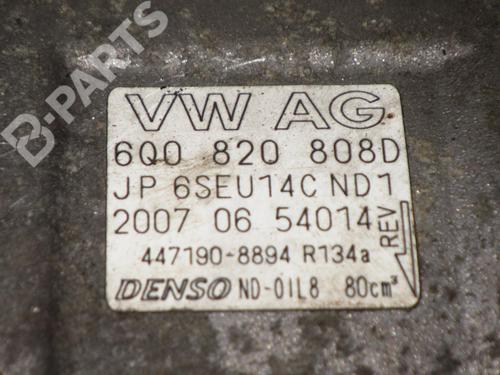 B-PARTS
VW AG
6Q0 820 808D
JP 6SEU14C ND1
2007 06 54014
REV
447190-8894 R134a
DENSO ND-OIL8 80cm³
B-PARTS